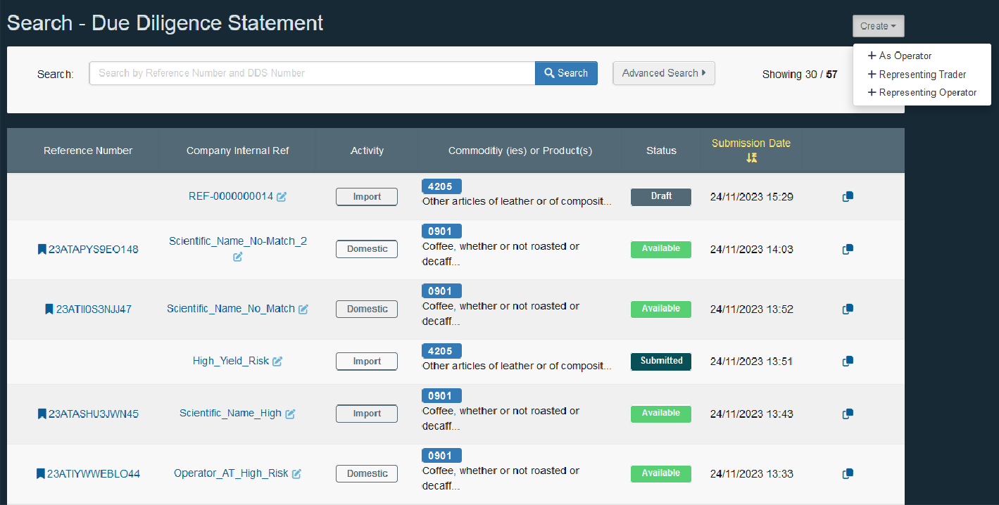 Search - Due Diligence Statement
Create
As Operator
Representing Trader
Representing Operator
Search:
Search by Reference Number and DDS Number
Search
Advanced Search
Showing 30 / 57
Reference Number
Company Internal Ref
Activity
Commoditiy (ies) or Product(s)
Status
Submission Date
REF-0000000014
Import
4205
Other articles of leather or of composit...
Draft
24/11/2023 15:29
23ATAPYS9EO148
Scientific_Name_No-Match_2
Domestic
0901
Coffee, whether or not roasted or
decaff...
Available
24/11/2023 14:03
23ATII0S3NJJ47
Scientific_Name_No_Match
Domestic
0901
Coffee, whether or not roasted or
decaff...
Available
24/11/2023 13:52
High_Yield_Risk
Import
4205
Other articles of leather or of composit...
Submitted
24/11/2023 13:51
23ATASHU3JWN45
Scientific_Name_High
Import
0901
Coffee, whether or not roasted or
decaff...
Available
24/11/2023 13:43
23ATIYWWEBLO44
Operator_AT_High_Risk
Domestic
0901
Coffee, whether or not roasted or
decaff...
Available
24/11/2023 13:33